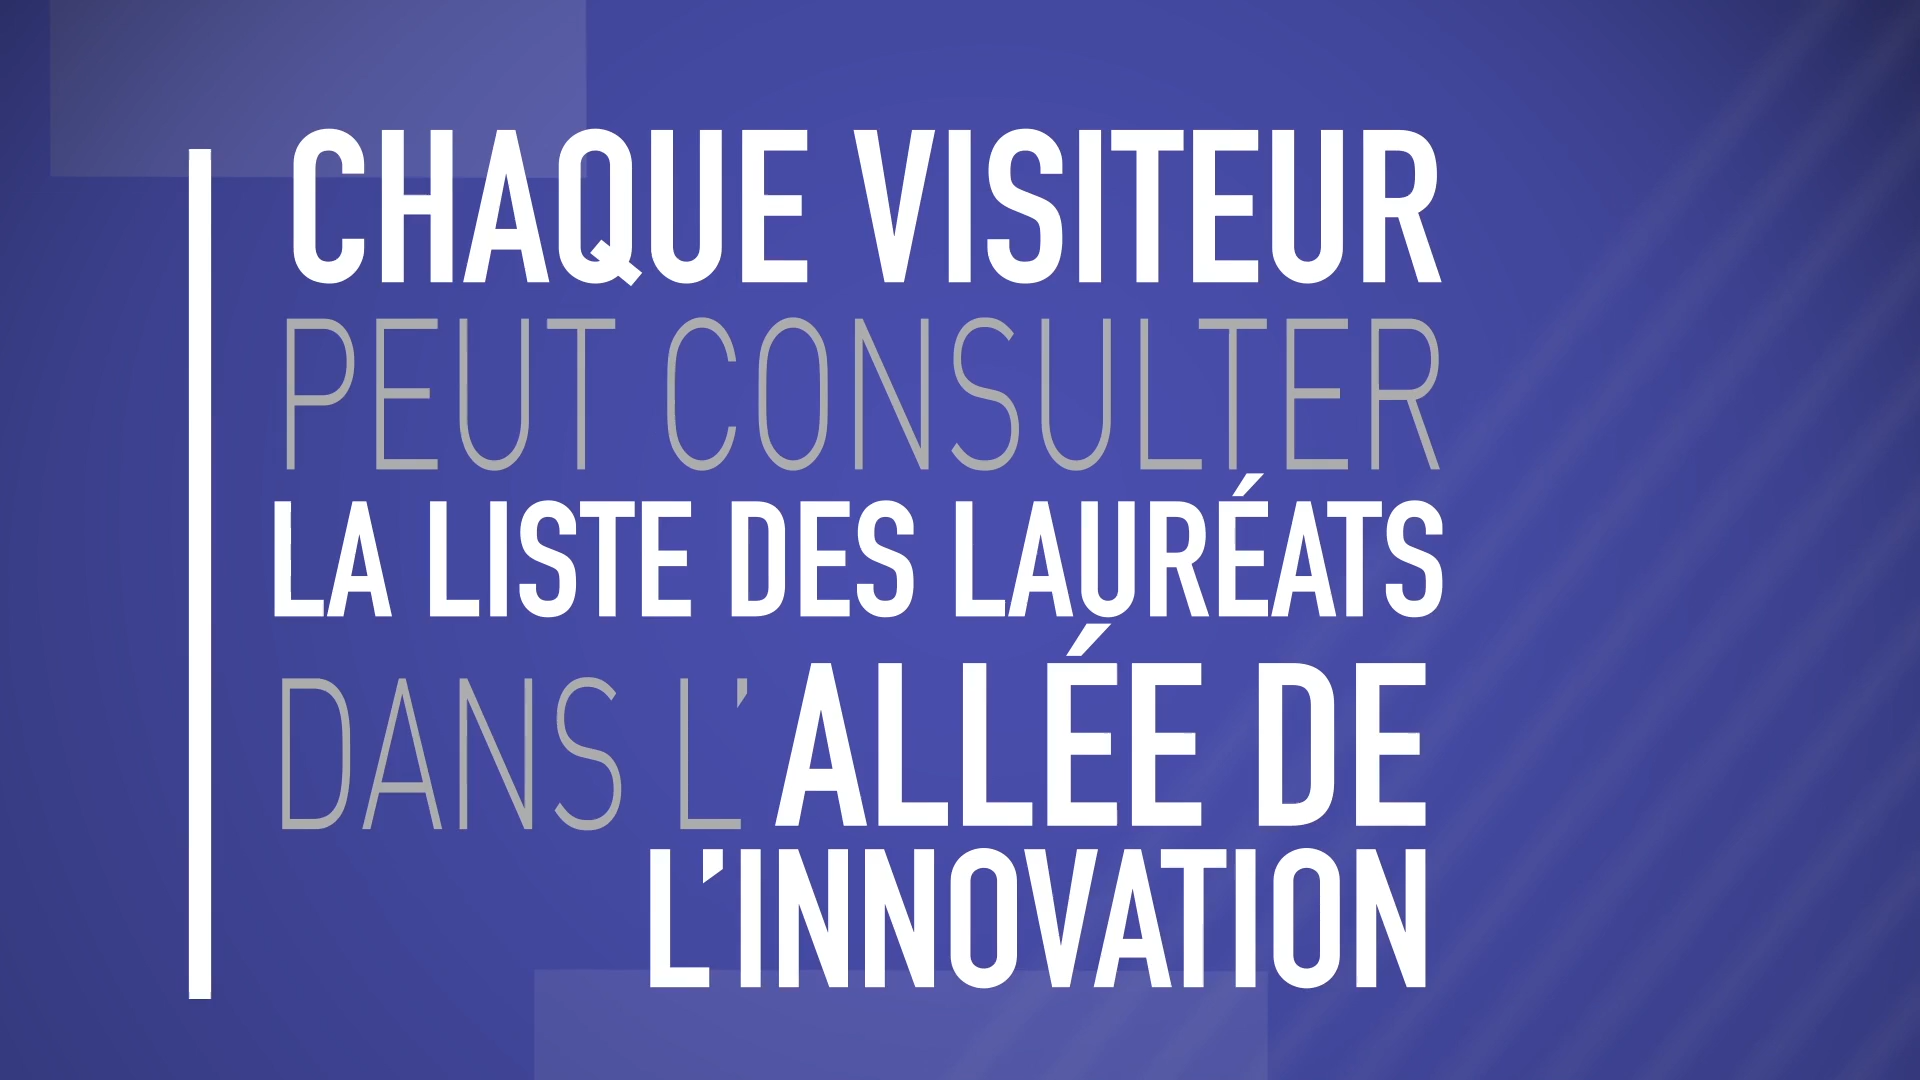 CHAQUE VISITEUR
PEUT CONSULTER
LA LISTE DES LAURÉATS
DANS L'ALLÉE DE
L'INNOVATION